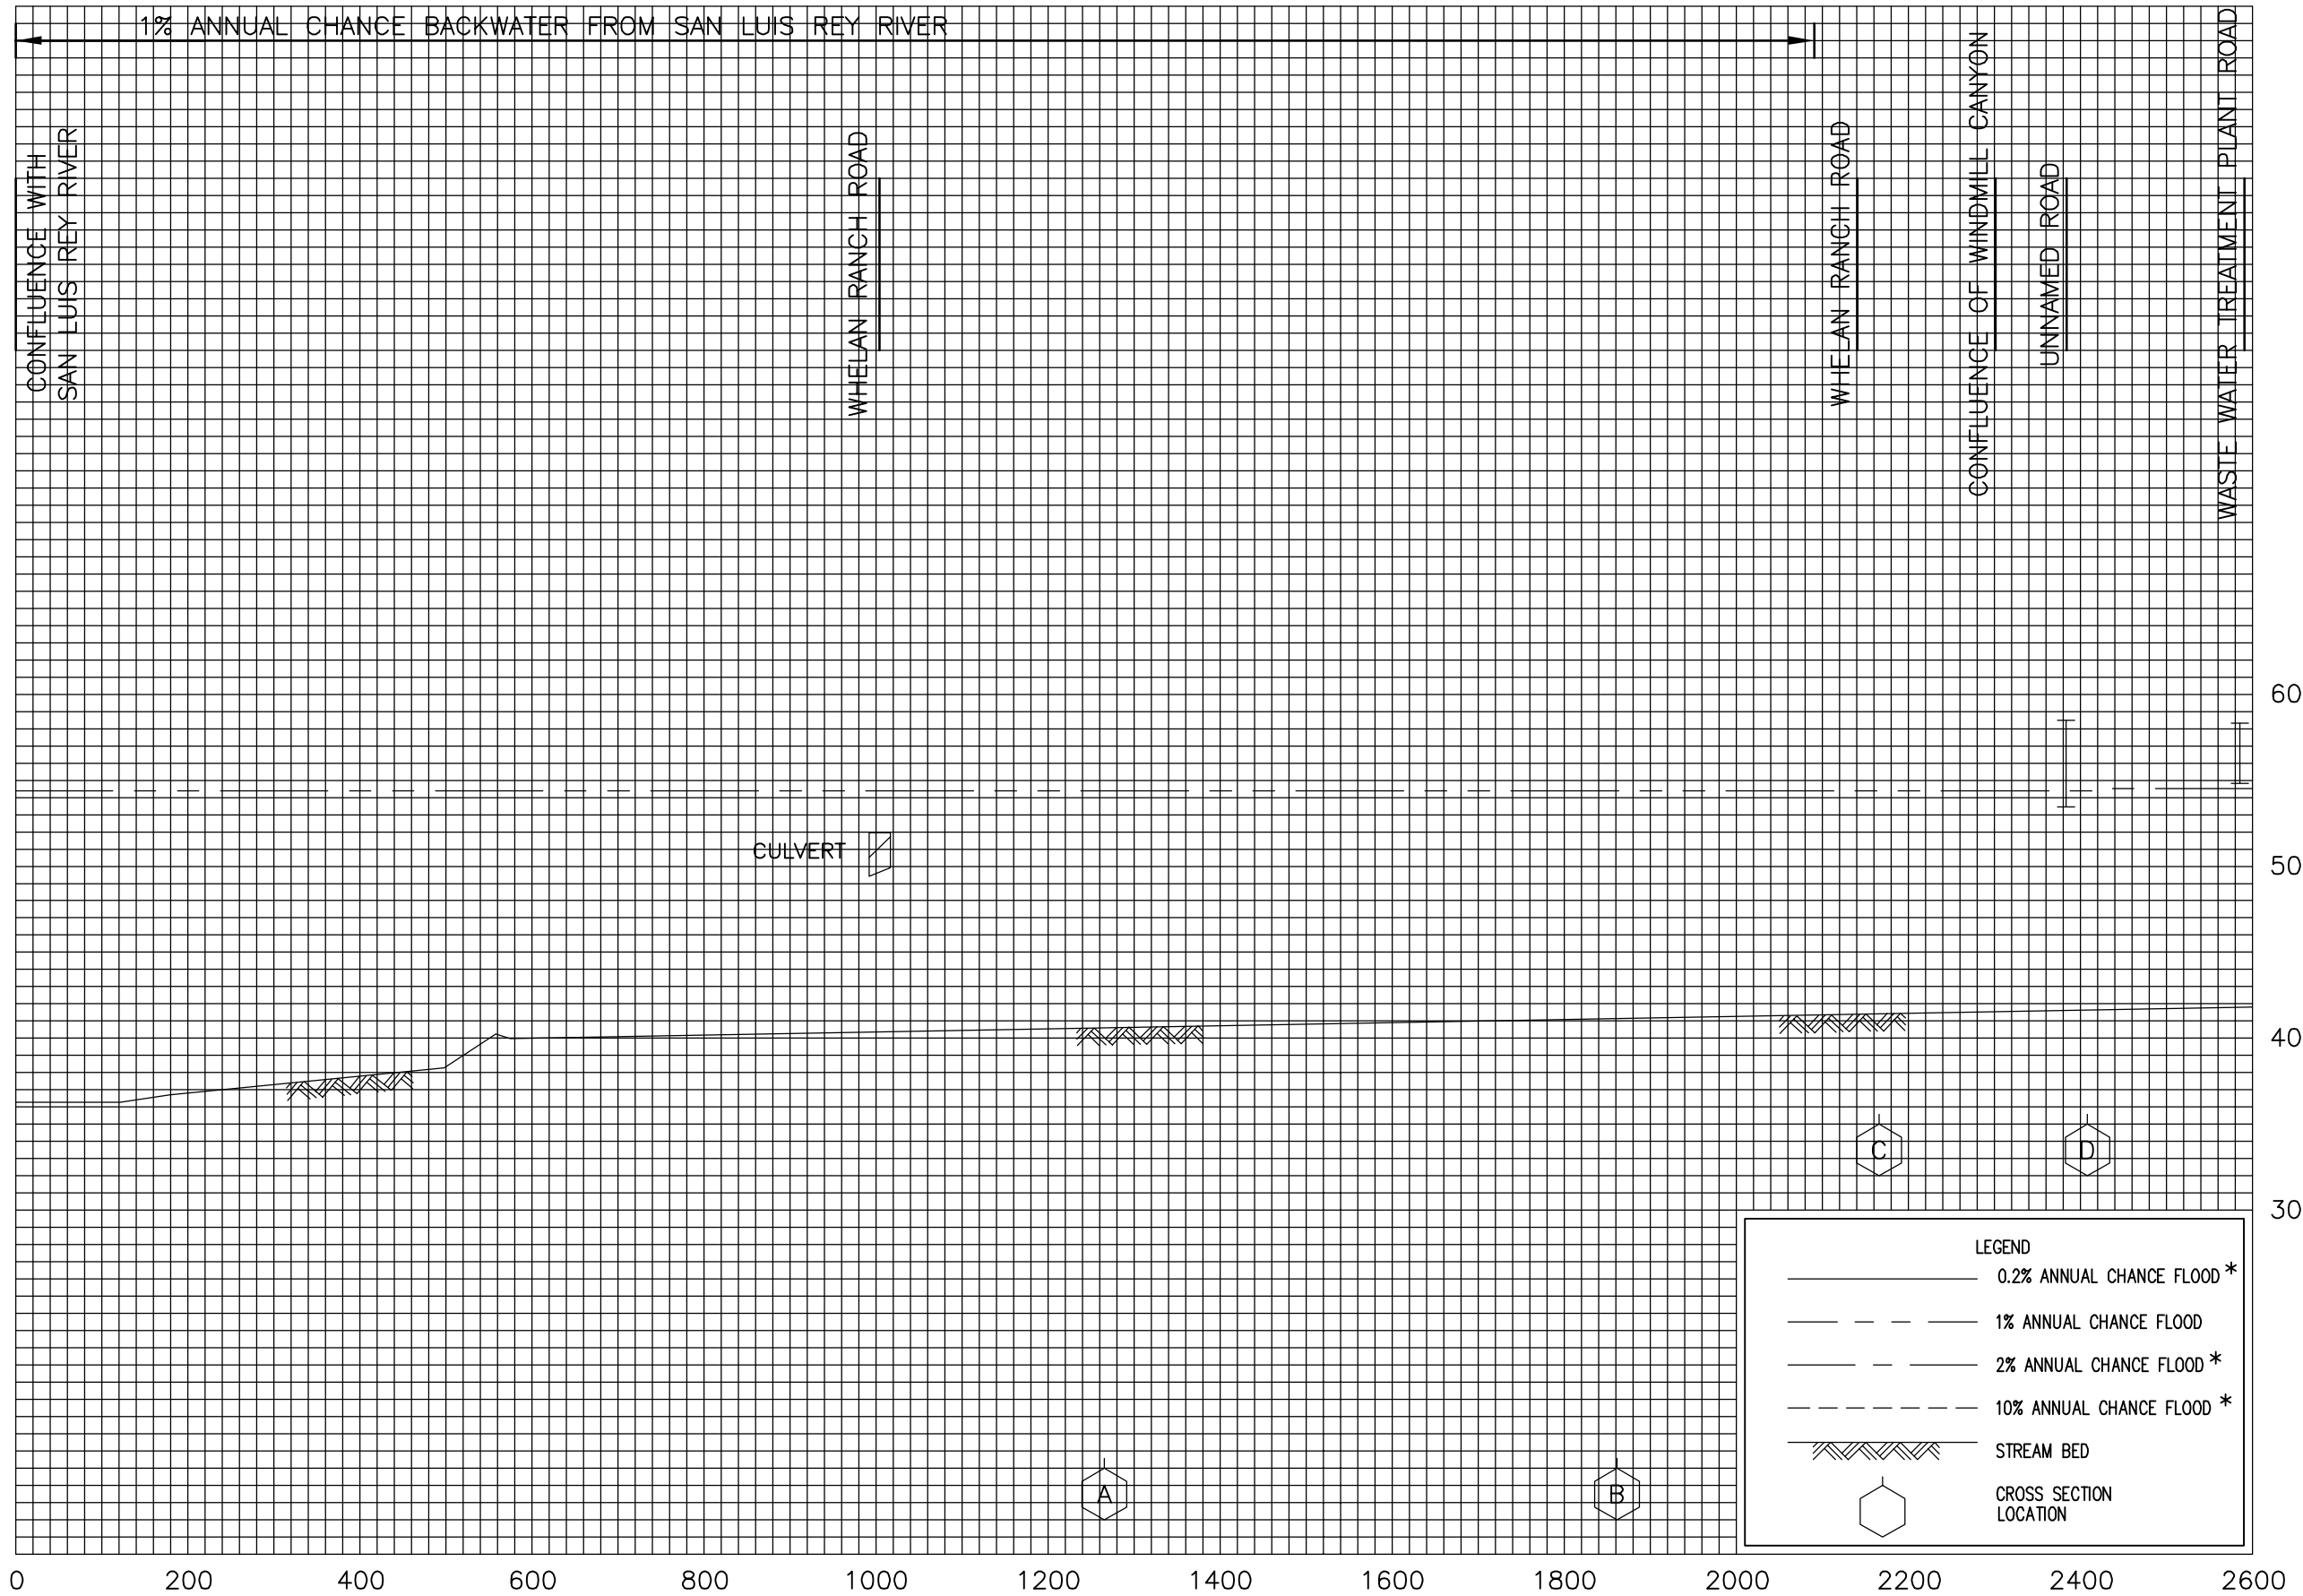 1% ANNUAL CHANCE BACKWATER FROM SAN LUIS REY RIVER
CONFLUENCE WITH
SAN LUIS REY RIVER
WHELAN RANCH ROAD
WHELAN RANCH ROAD
CONFLUENCE OF WINDMILL CANYON
UNNAMED ROAD
WASTE WATER TREATMENT PLANT ROAD
60
50
40
30
CULVERT
C
D
A
B
LEGEND
0.2% ANNUAL CHANCE FLOOD *
1% ANNUAL CHANCE FLOOD
2% ANNUAL CHANCE FLOOD *
10% ANNUAL CHANCE FLOOD *
STREAM BED
CROSS SECTION
LOCATION
0 200 400 600 800 1000 1200 1400 1600 1800 2000 2200 2400 2600